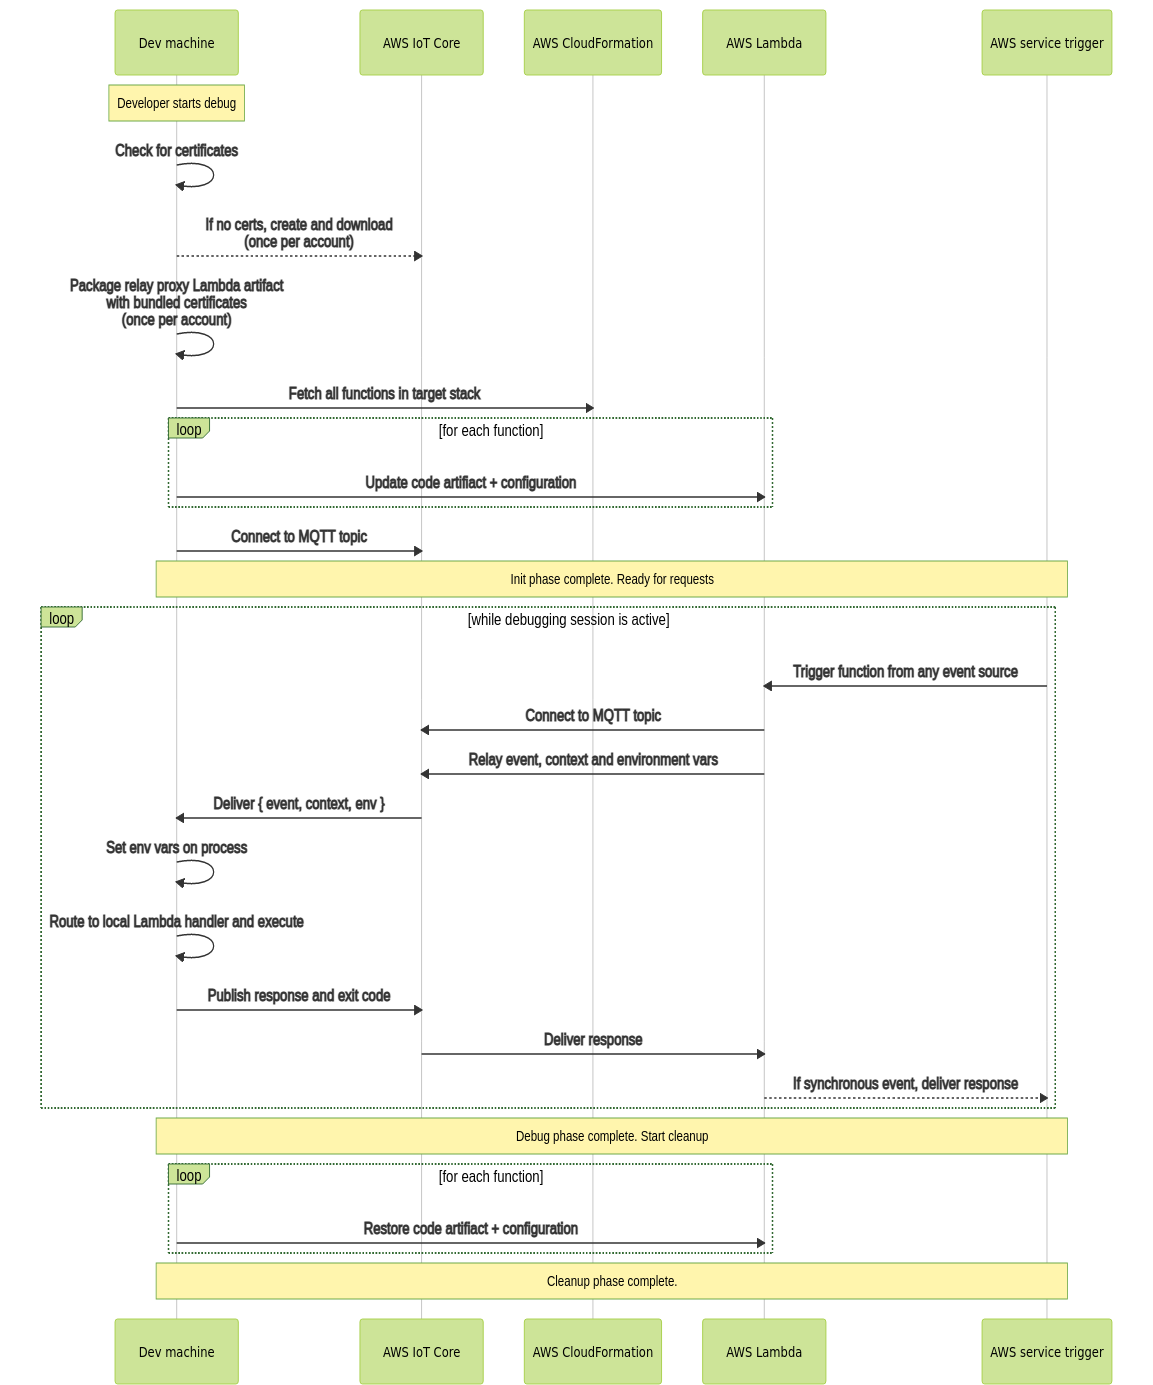 Dev machine
AWS IoT Core
AWS CloudFormation
AWS Lambda
AWS service trigger
Developer starts debug
Check for certificates
If no certs, create and download
(once per account)
Package relay proxy Lambda artifact
with bundled certificates
(once per account)
Fetch all functions in target stack
loop
[for each function]
Update code artifiact + configuration
Connect to MQTT topic
Init phase complete. Ready for requests
loop
[while debugging session is active]
Trigger function from any event source
Connect to MQTT topic
Relay event, context and environment vars
Deliver { event, context, env }
Set env vars on process
Route to local Lambda handler and execute
Publish response and exit code
Deliver response
If synchronous event, deliver response
Debug phase complete. Start cleanup
loop
[for each function]
Restore code artifiact + configuration
Cleanup phase complete.
Dev machine
AWS IoT Core
AWS CloudFormation
AWS Lambda
AWS service trigger